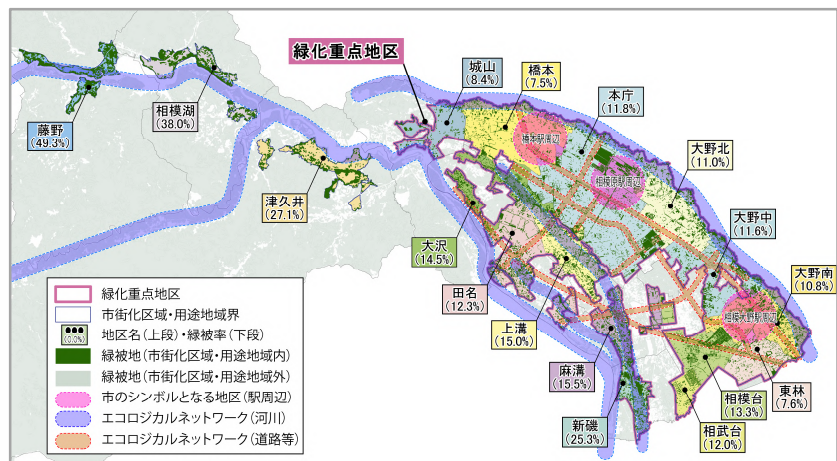 緑化重点地区
城山
(8.4%)
橋本
(7.5%)
本庁
(11.8%)
大野北
(11.0%)
大野中
(11.6%)
大野南
(10.8%)
藤野
(49.3%)
相模湖
(38.0%)
津久井
(27.1%)
橋本駅周辺
相模原駅周辺
相模大野駅周辺
大沢
(14.5%)
田名
(12.3%)
上溝
(15.0%)
麻溝
(15.5%)
新磯
(25.3%)
相武台
(12.0%)
相模台
(13.3%)
東林
(7.6%)
緑化重点地区
市街化区域・用途地域界
●●●
(0.0%)
地区名(上段)・緑被率(下段)
緑被地(市街化区域・用途地域内)
緑被地(市街化区域・用途地域外)
市のシンボルとなる地区(駅周辺)
エコロジカルネットワーク(河川)
エコロジカルネットワーク(道路等)